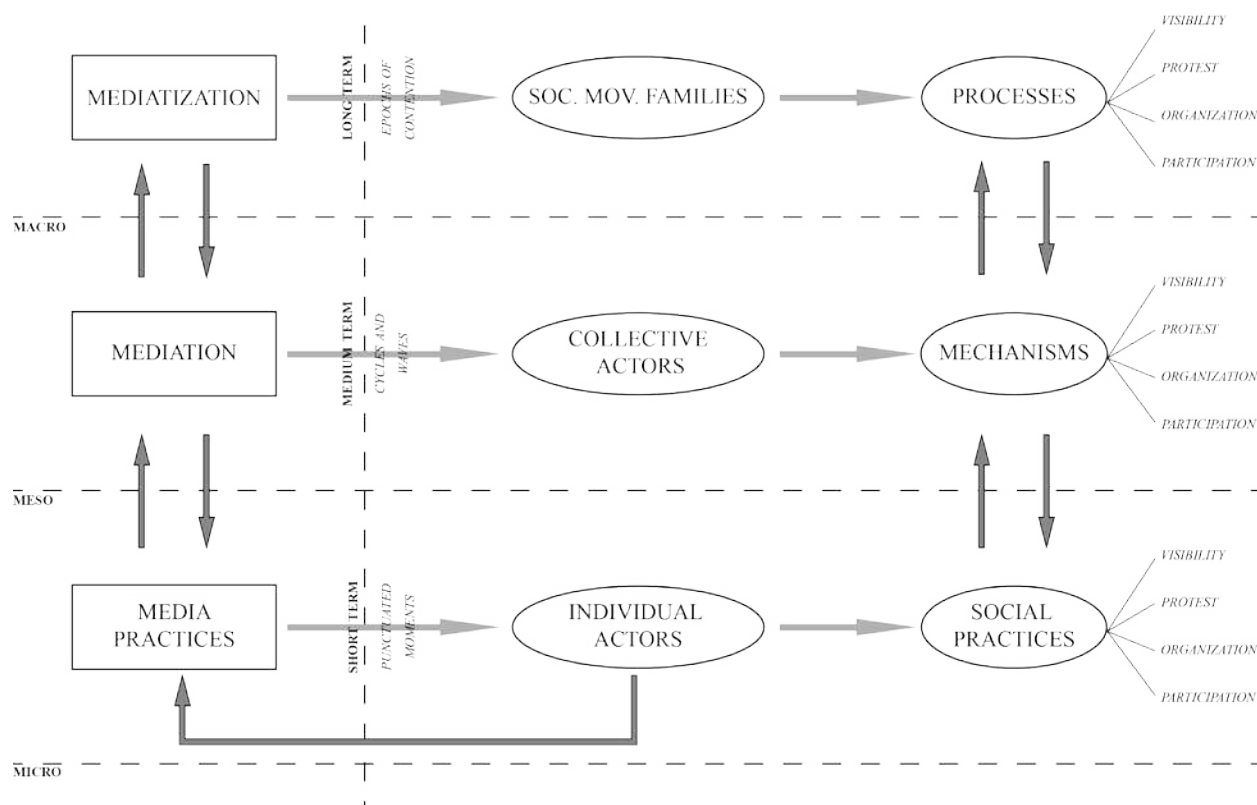 VISIBILITY
MEDIATIZATION
LONG TERM
EPOCHS OF
CONTENTION
SOC. MOV. FAMILIES
PROCESSES
PROTEST
ORGANIZATION
PARTICIPATION
MACRO
VISIBILITY
MEDIATION
MEDIUM TERM
CYCLES AND
WAVES
COLLECTIVE
ACTORS
MECHANISMS
PROTEST
ORGANIZATION
PARTICIPATION
MESO
VISIBILITY
MEDIA
PRACTICES
SHORT TERM
PUNCTUATED
MOMENTS
INDIVIDUAL
ACTORS
SOCIAL
PRACTICES
PROTEST
ORGANIZATION
PARTICIPATION
MICRO